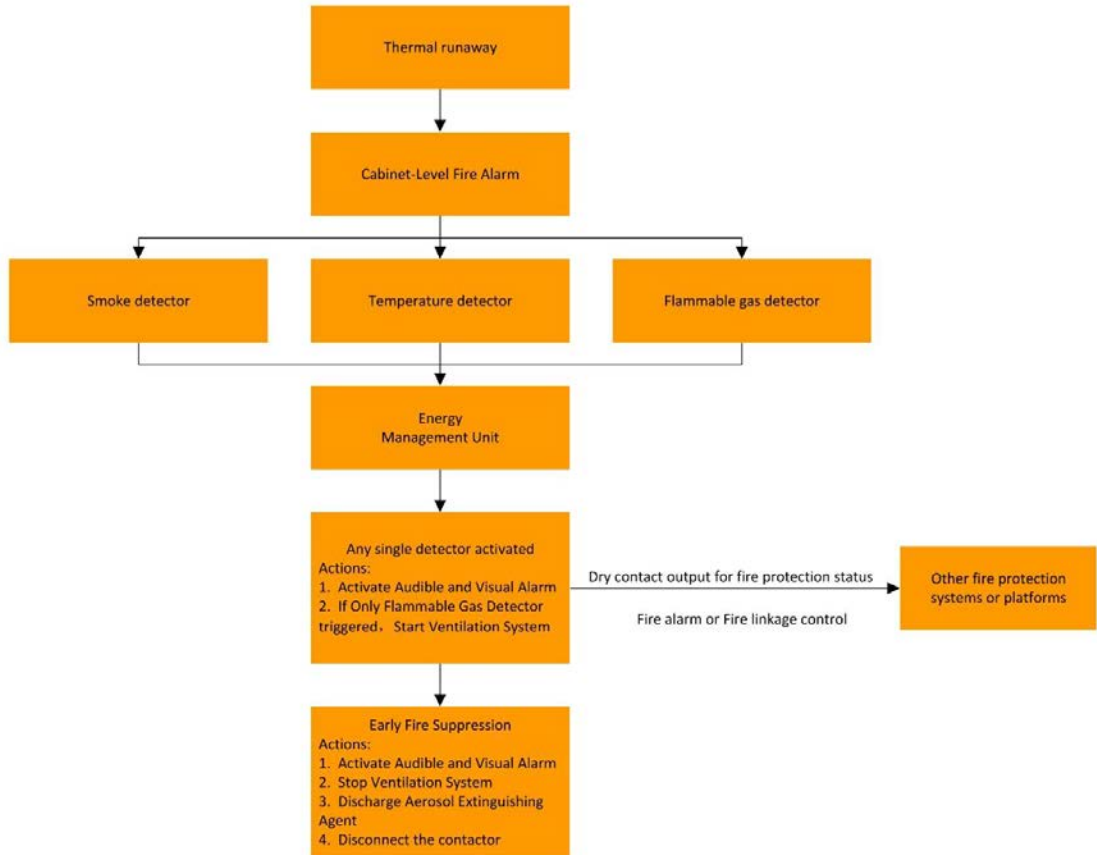 Thermal runaway
Cabinet-Level Fire Alarm
Smoke detector
Temperature detector
Flammable gas detector
Energy
Management Unit
Any single detector activated
Actions:
1. Activate Audible and Visual Alarm
2. If Only Flammable Gas Detector
triggered，Start Ventilation System
Dry contact output for fire protection status
Fire alarm or Fire linkage control
Other fire protection
systems or platforms
Early Fire Suppression
Actions:
1. Activate Audible and Visual Alarm
2. Stop Ventilation System
3. Discharge Aerosol Extinguishing
Agent
4. Disconnect the contactor